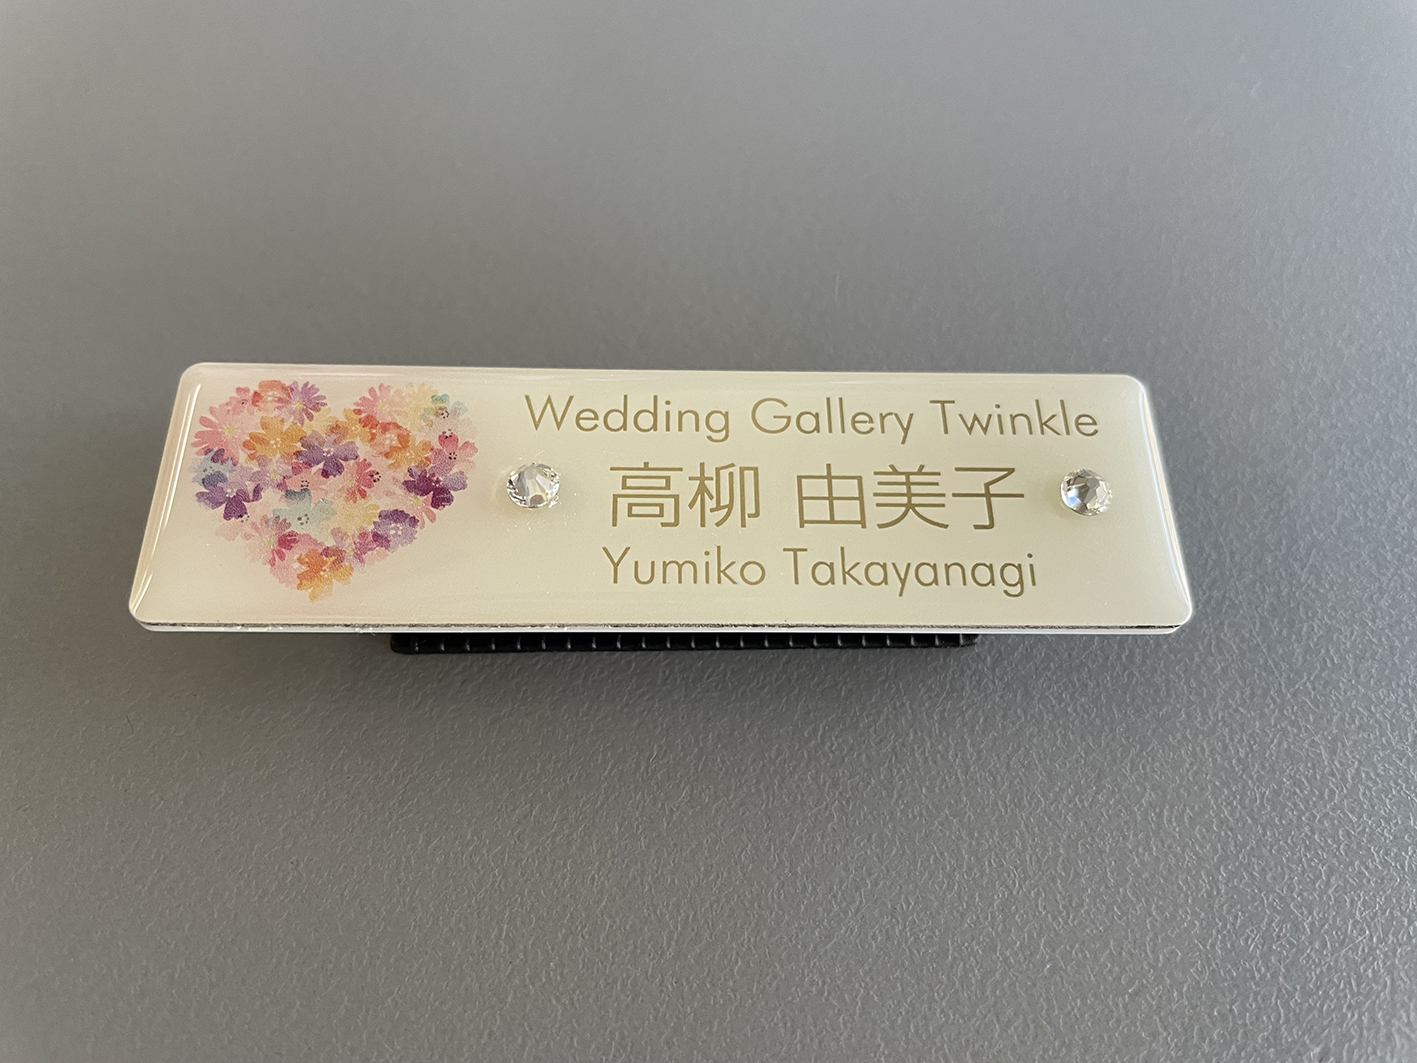 Wedding Gallery Twinkle
高柳 由美子
Yumiko Takayanagi